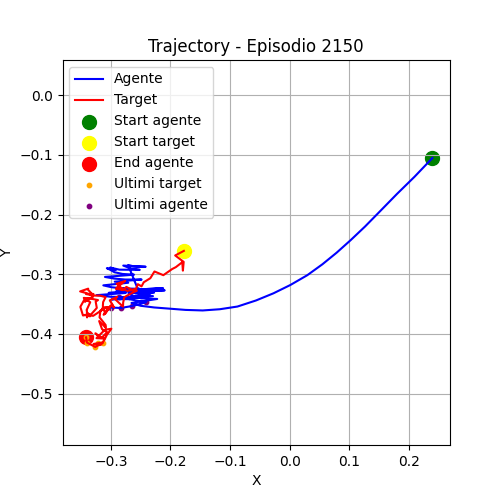 Trajectory - Episodio 2150
Agente
Target
Start agente
Start target
End agente
Ultimi target
Ultimi agente
0.0
−0.1
−0.2
−0.3
−0.4
−0.5
Y
−0.3
−0.2
−0.1
0.0
0.1
0.2
X